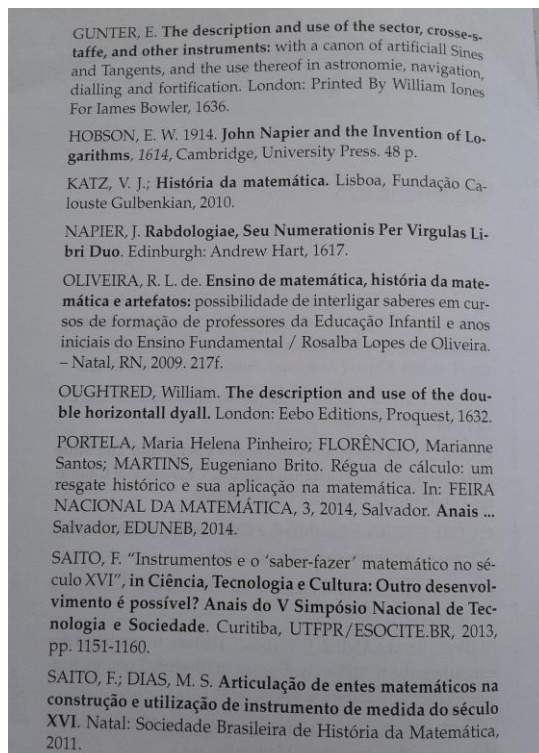 GUNTER, E. The description and use of the sector, crosse-s-
taffe, and other instruments: with a canon of artificiall Sines
and Tangents, and the use thereof in astronomie, navigation,
dialling and fortification. London: Printed By William Iones
For Iames Bowler, 1636.
HOBSON, E. W. 1914. John Napier and the Invention of Lo-
garithms, 1614, Cambridge, University Press. 48 p.
KATZ, V. J.; História da matemática. Lisboa, Fundação Ca-
louste Gulbenkian, 2010.
NAPIER, J. Rabdologiae, Seu Numerationis Per Virgulas Li-
bri Duo. Edinburgh: Andrew Hart, 1617.
OLIVEIRA, R. L. de. Ensino de matemática, história da mate-
mática e artefatos: possibilidade de interligar saberes em cur-
sos de formação de professores da Educação Infantil e anos
iniciais do Ensino Fundamental / Rosalba Lopes de Oliveira.
– Natal, RN, 2009. 217f.
OUGHTRED, William. The description and use of the dou-
ble horizontall dyall. London: Eebo Editions, Proquest, 1632.
PORTELA, Maria Helena Pinheiro; FLORÊNCIO, Marianne
Santos; MARTINS, Eugeniano Brito. Régua de cálculo: um
resgate histórico e sua aplicação na matemática. In: FEIRA
NACIONAL DA MATEMÁTICA, 3, 2014, Salvador. Anais ...
Salvador, EDUNEB, 2014.
SAITO, F. "Instrumentos e o 'saber-fazer' matemático no sé-
culo XVI", in Ciência, Tecnologia e Cultura: Outro desenvol-
vimento é possível? Anais do V Simpósio Nacional de Tec-
nologia e Sociedade. Curitiba, UTFPR/ESOCITE.BR, 2013,
pp. 1151-1160.
SAITO, F.; DIAS, M. S. Articulação de entes matemáticos na
construção e utilização de instrumento de medida do século
XVI. Natal: Sociedade Brasileira de História da Matemática,
2011.